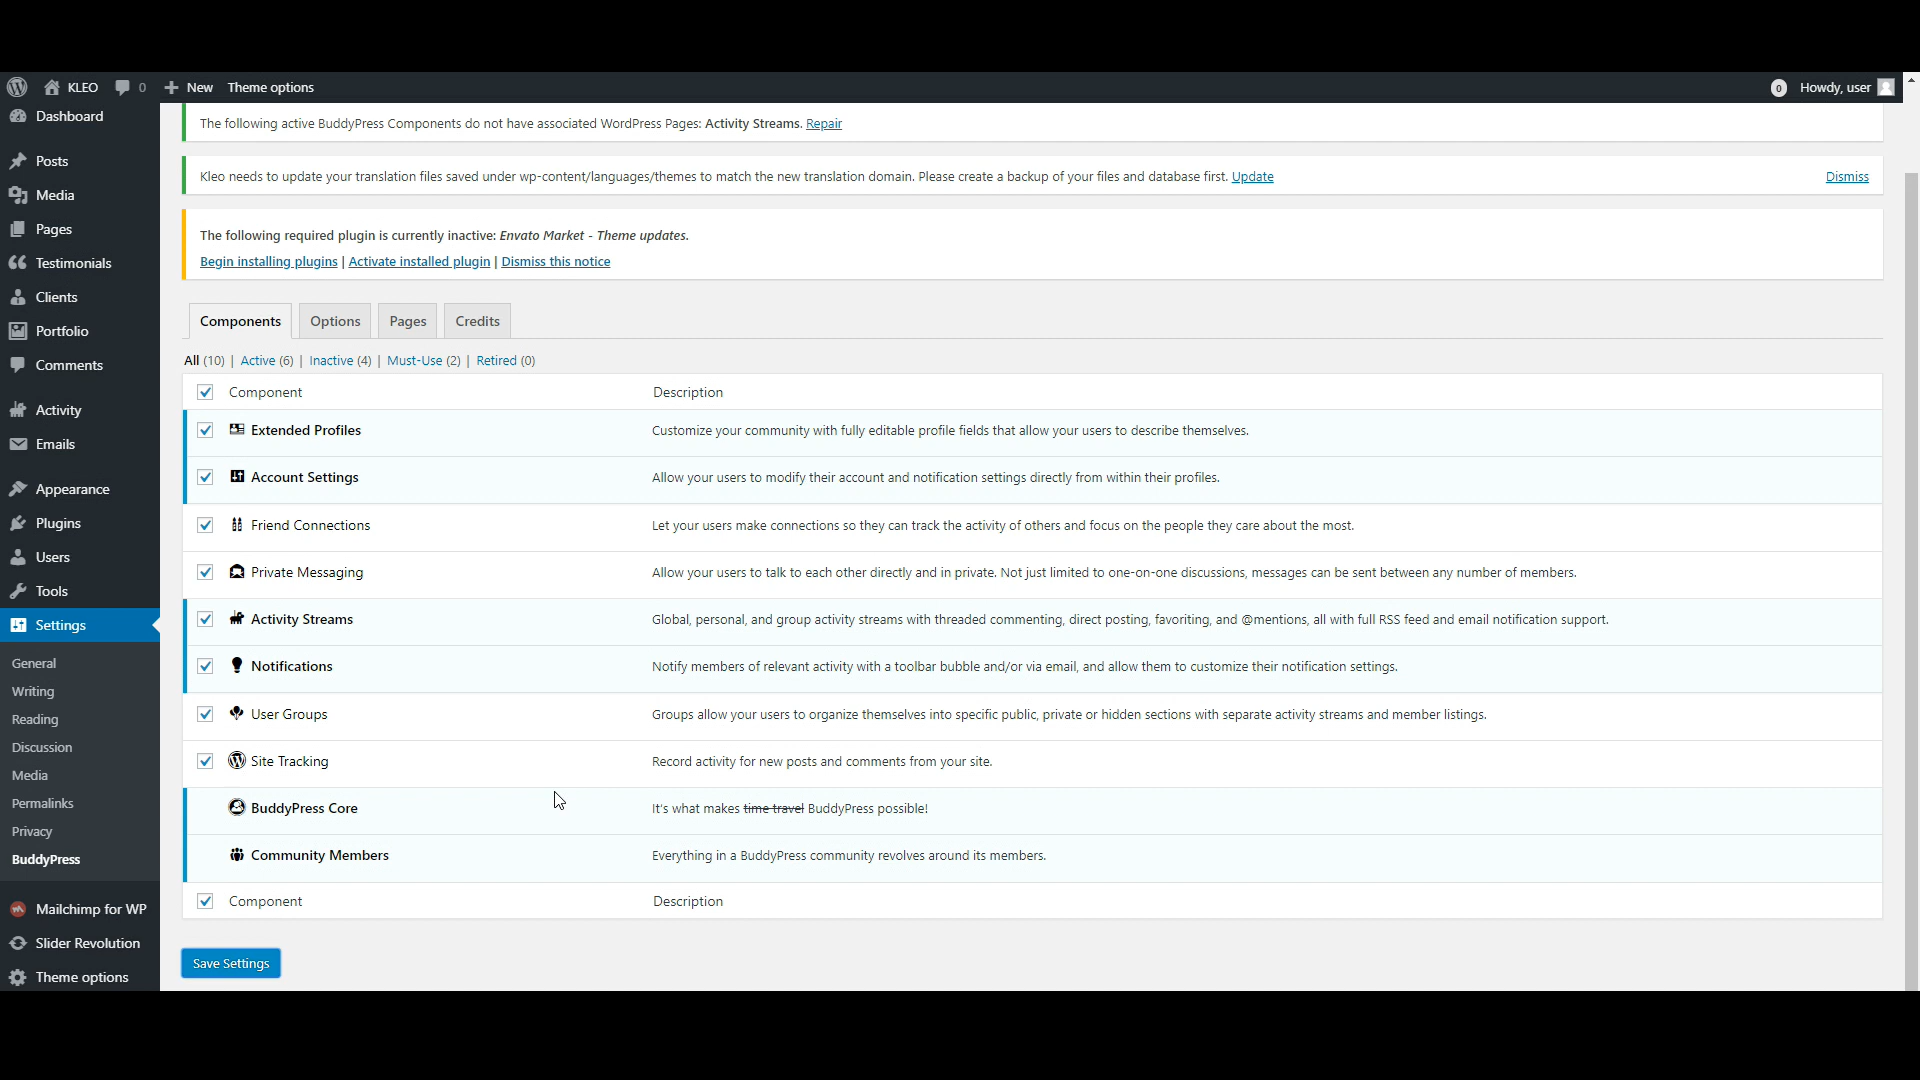 KLEO 0 New Theme options 0 Howdy, user
Dashboard
Posts
Media
Pages
Testimonials
Clients
Portfolio
Comments
Activity
Emails
Appearance
Plugins
Users
Tools
Settings
General
Writing
Reading
Discussion
Media
Permalinks
Privacy
BuddyPress
Mailchimp for WP
Slider Revolution
Theme options
The following active BuddyPress Components do not have associated WordPress Pages: Activity Streams. Repair
Kleo needs to update your translation files saved under wp-content/languages/themes to match the new translation domain. Please create a backup of your files and database first. Update Dismiss
The following required plugin is currently inactive: Envato Market - Theme updates.
Begin installing plugins | Activate installed plugin | Dismiss this notice
Components Options Pages Credits
All (10) | Active (6) | Inactive (4) | Must-Use (2) | Retired (0)
Component Description
Extended Profiles Customize your community with fully editable profile fields that allow your users to describe themselves.
Account Settings Allow your users to modify their account and notification settings directly from within their profiles.
Friend Connections Let your users make connections so they can track the activity of others and focus on the people they care about the most.
Private Messaging Allow your users to talk to each other directly and in private. Not just limited to one-on-one discussions, messages can be sent between any number of members.
Activity Streams Global, personal, and group activity streams with threaded commenting, direct posting, favoriting, and @mentions, all with full RSS feed and email notification support.
Notifications Notify members of relevant activity with a toolbar bubble and/or via email, and allow them to customize their notification settings.
User Groups Groups allow your users to organize themselves into specific public, private or hidden sections with separate activity streams and member listings.
Site Tracking Record activity for new posts and comments from your site.
BuddyPress Core It's what makes time travel BuddyPress possible!
Community Members Everything in a BuddyPress community revolves around its members.
Component Description
Save Settings